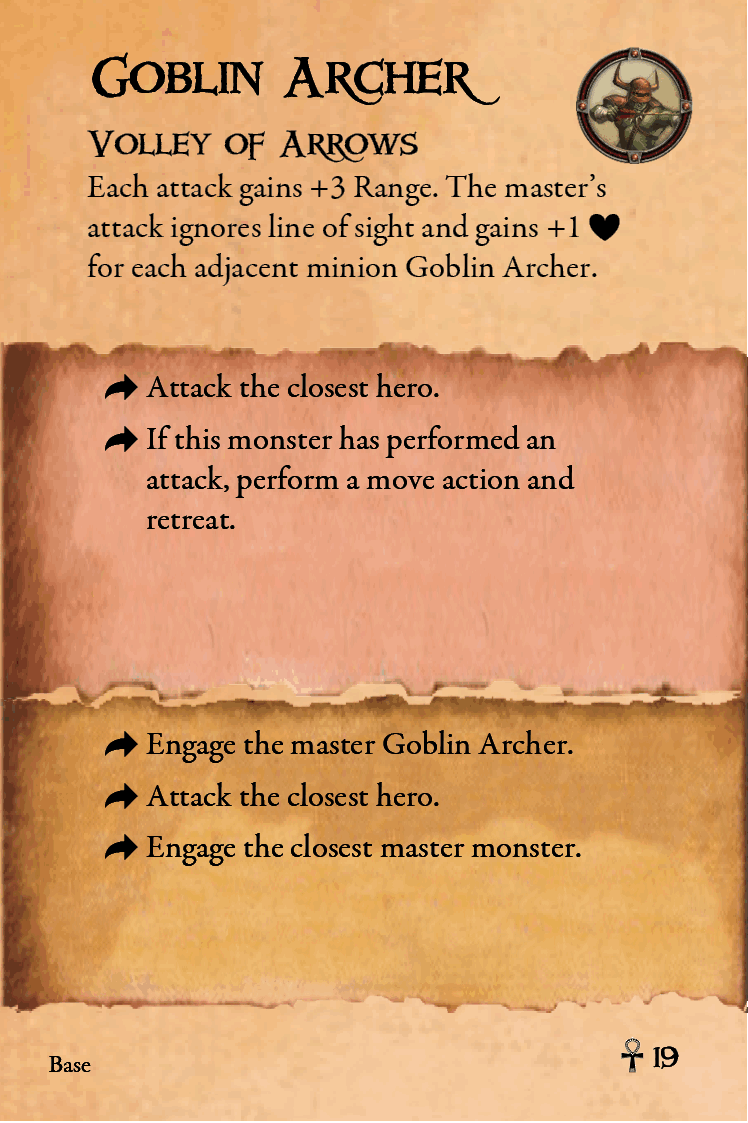 Goblin Archer
Volley of Arrows
Each attack gains +3 Range. The master's
attack ignores line of sight and gains +1 ♥
for each adjacent minion Goblin Archer.
Attack the closest hero.
If this monster has performed an
attack, perform a move action and
retreat.
Engage the master Goblin Archer.
Attack the closest hero.
Engage the closest master monster.
Base
☥ 19